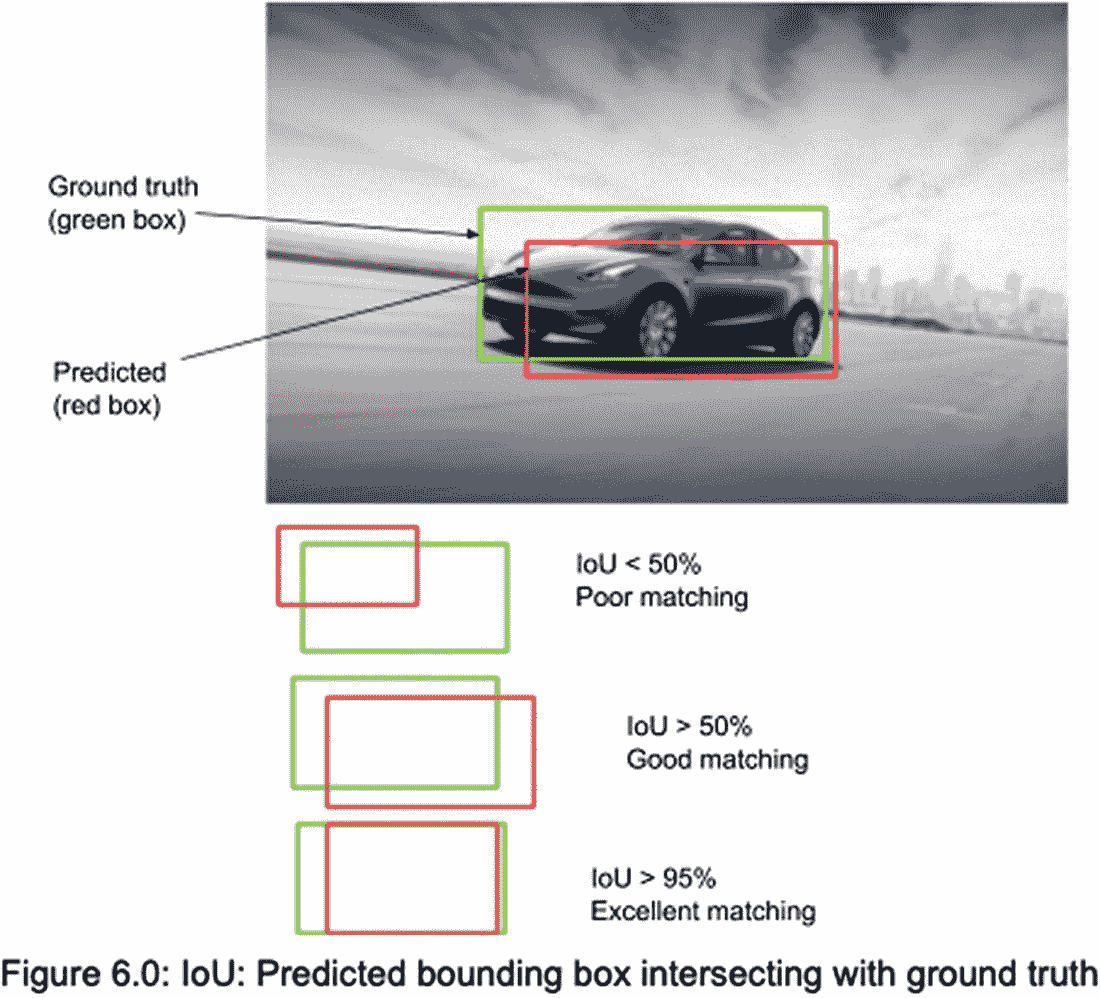 Ground truth
(green box)
Predicted
(red box)
IoU < 50%
Poor matching
IoU > 50%
Good matching
IoU > 95%
Excellent matching
Figure 6.0: IoU: Predicted bounding box intersecting with ground truth